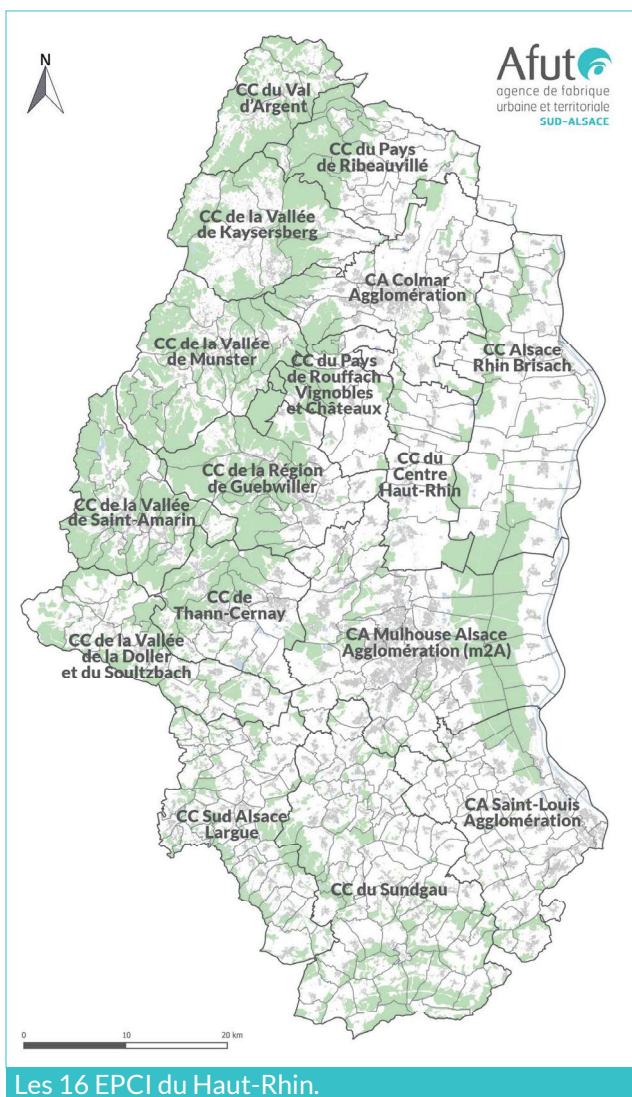 N
Afut
agence de fabrique
urbaine et territoriale
SUD-ALSACE
CC du Val
d'Argent
CC du Pays
de Ribeauvillé
CC de la Vallée
de Kaysersberg
CA Colmar
Agglomération
CC de la Vallée
de Munster
CC du Pays
de Rouffach
Vignobles
et Châteaux
CC Alsace
Rhin Brisach
CC de la Région
de Guebwiller
CC du
Centre
Haut-Rhin
CC de la Vallée
de Saint-Amarin
CC de
Thann-Cernay
CC de la Vallée
de la Doller
et du Soultzbach
CA Mulhouse Alsace
Agglomération (m2A)
CC Sud Alsace
Largue
CA Saint-Louis
Agglomération
CC du Sundgau
0 10 20 km
Les 16 EPCI du Haut-Rhin.